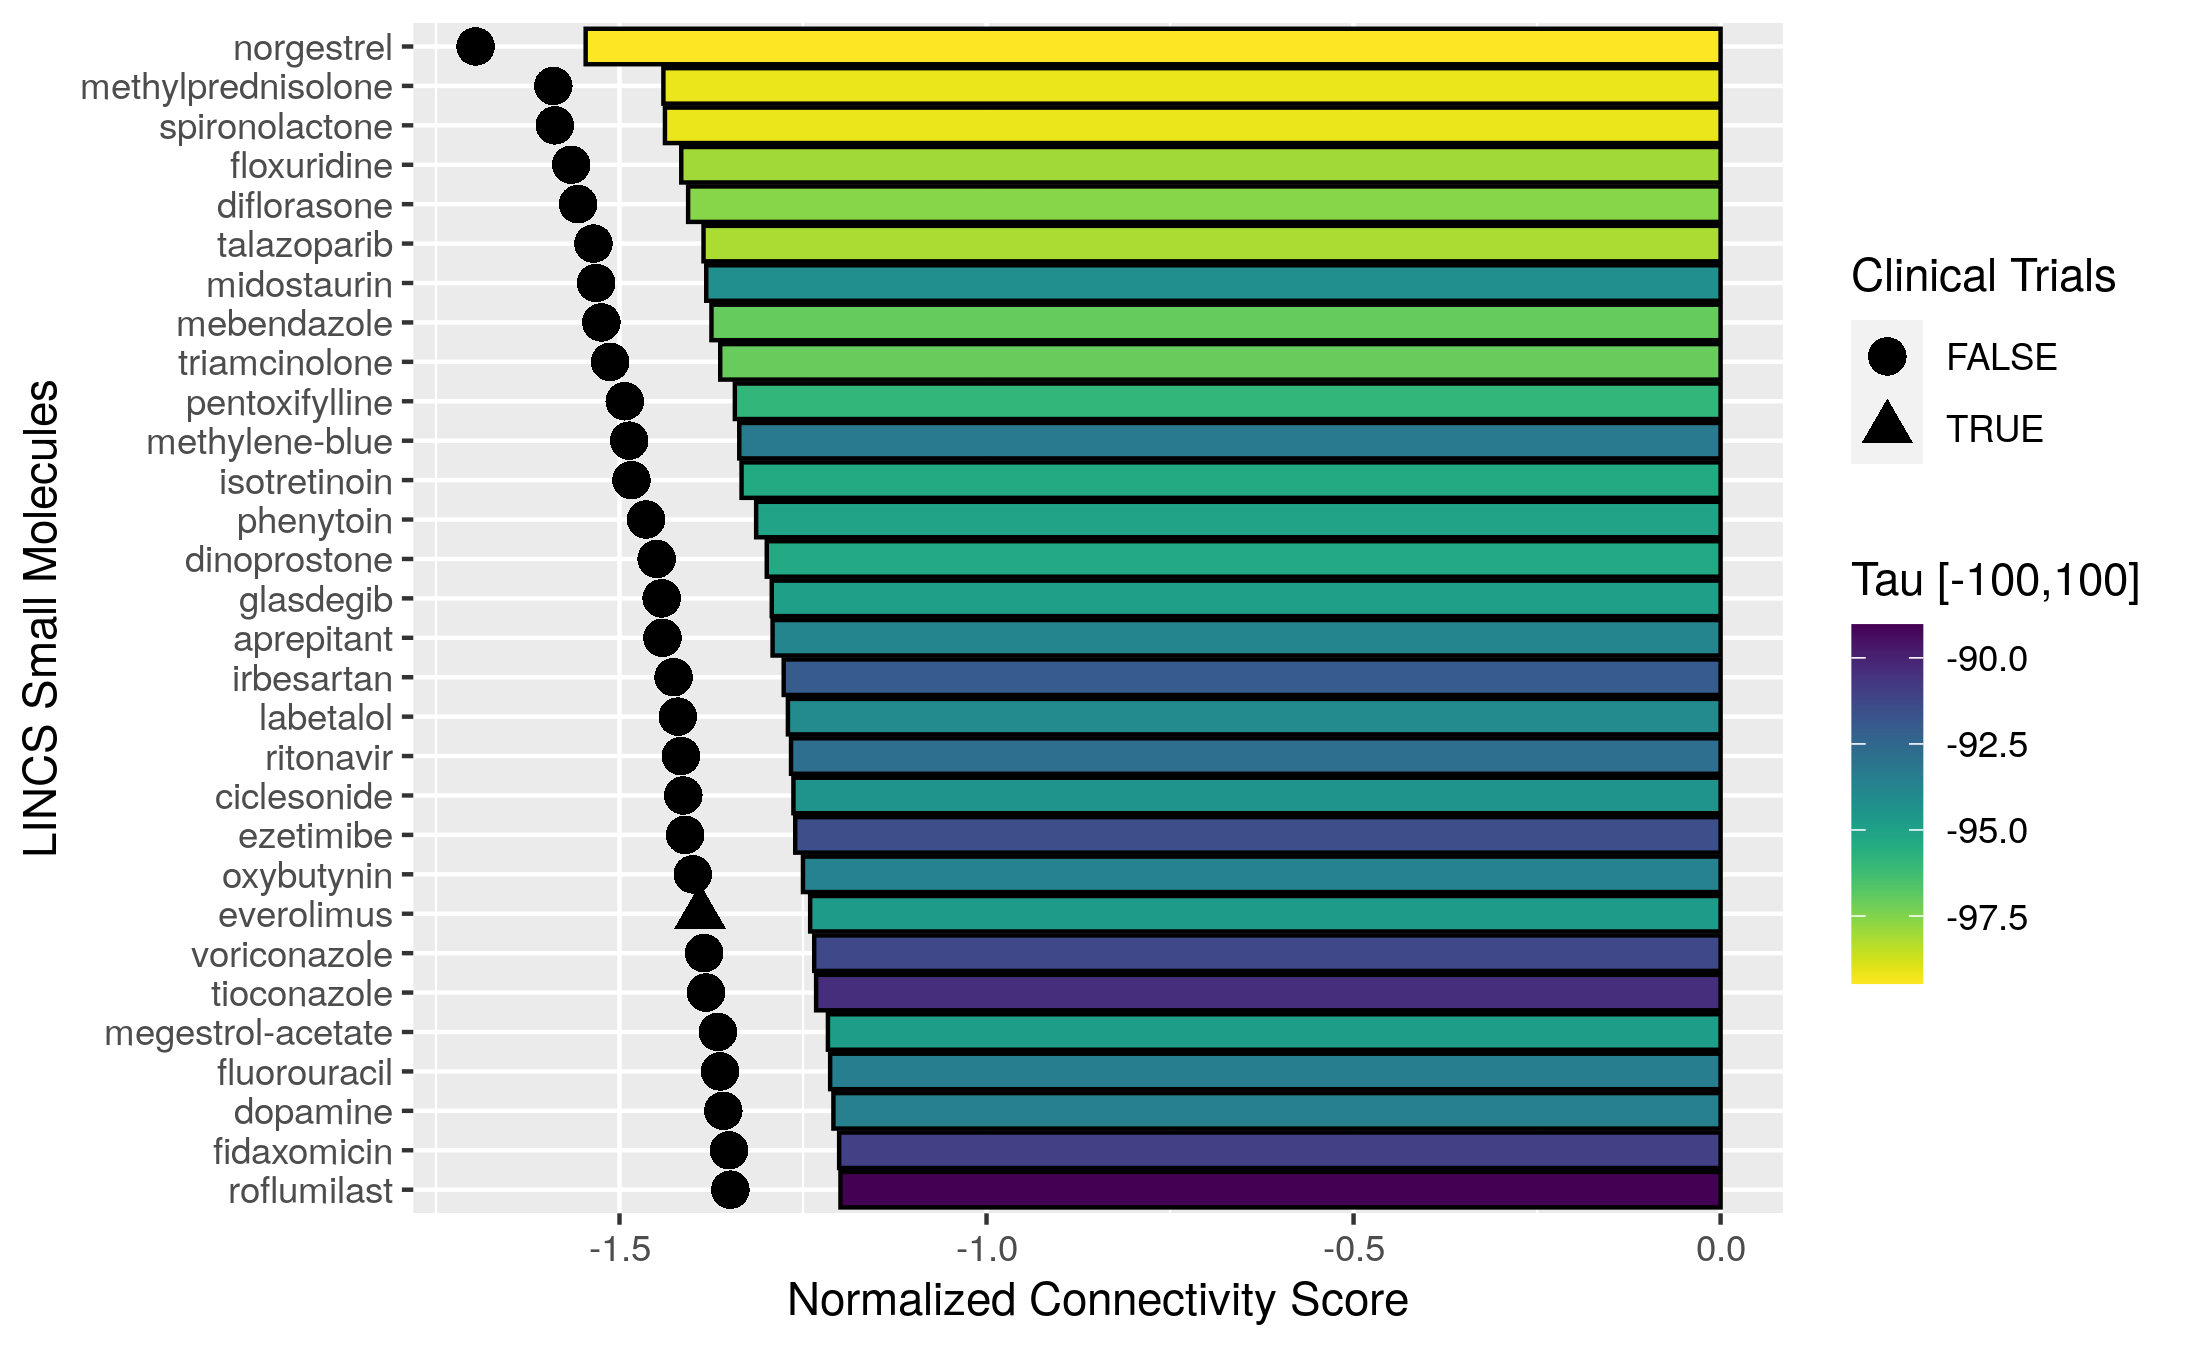 norgestrel
methylprednisolone
spironolactone
floxuridine
diflorasone
talazoparib
midostaurin
mebendazole
triamcinolone
pentoxifylline
methylene-blue
isotretinoin
phenytoin
dinoprostone
glasdegib
aprepitant
irbesartan
labetalol
ritonavir
ciclesonide
ezetimibe
oxybutynin
everolimus
voriconazole
tioconazole
megestrol-acetate
fluorouracil
dopamine
fidaxomicin
roflumilast
LINCS Small Molecules
-1.5 -1.0 -0.5 0.0
Normalized Connectivity Score
Clinical Trials
FALSE
TRUE
Tau [-100,100]
-90.0
-92.5
-95.0
-97.5